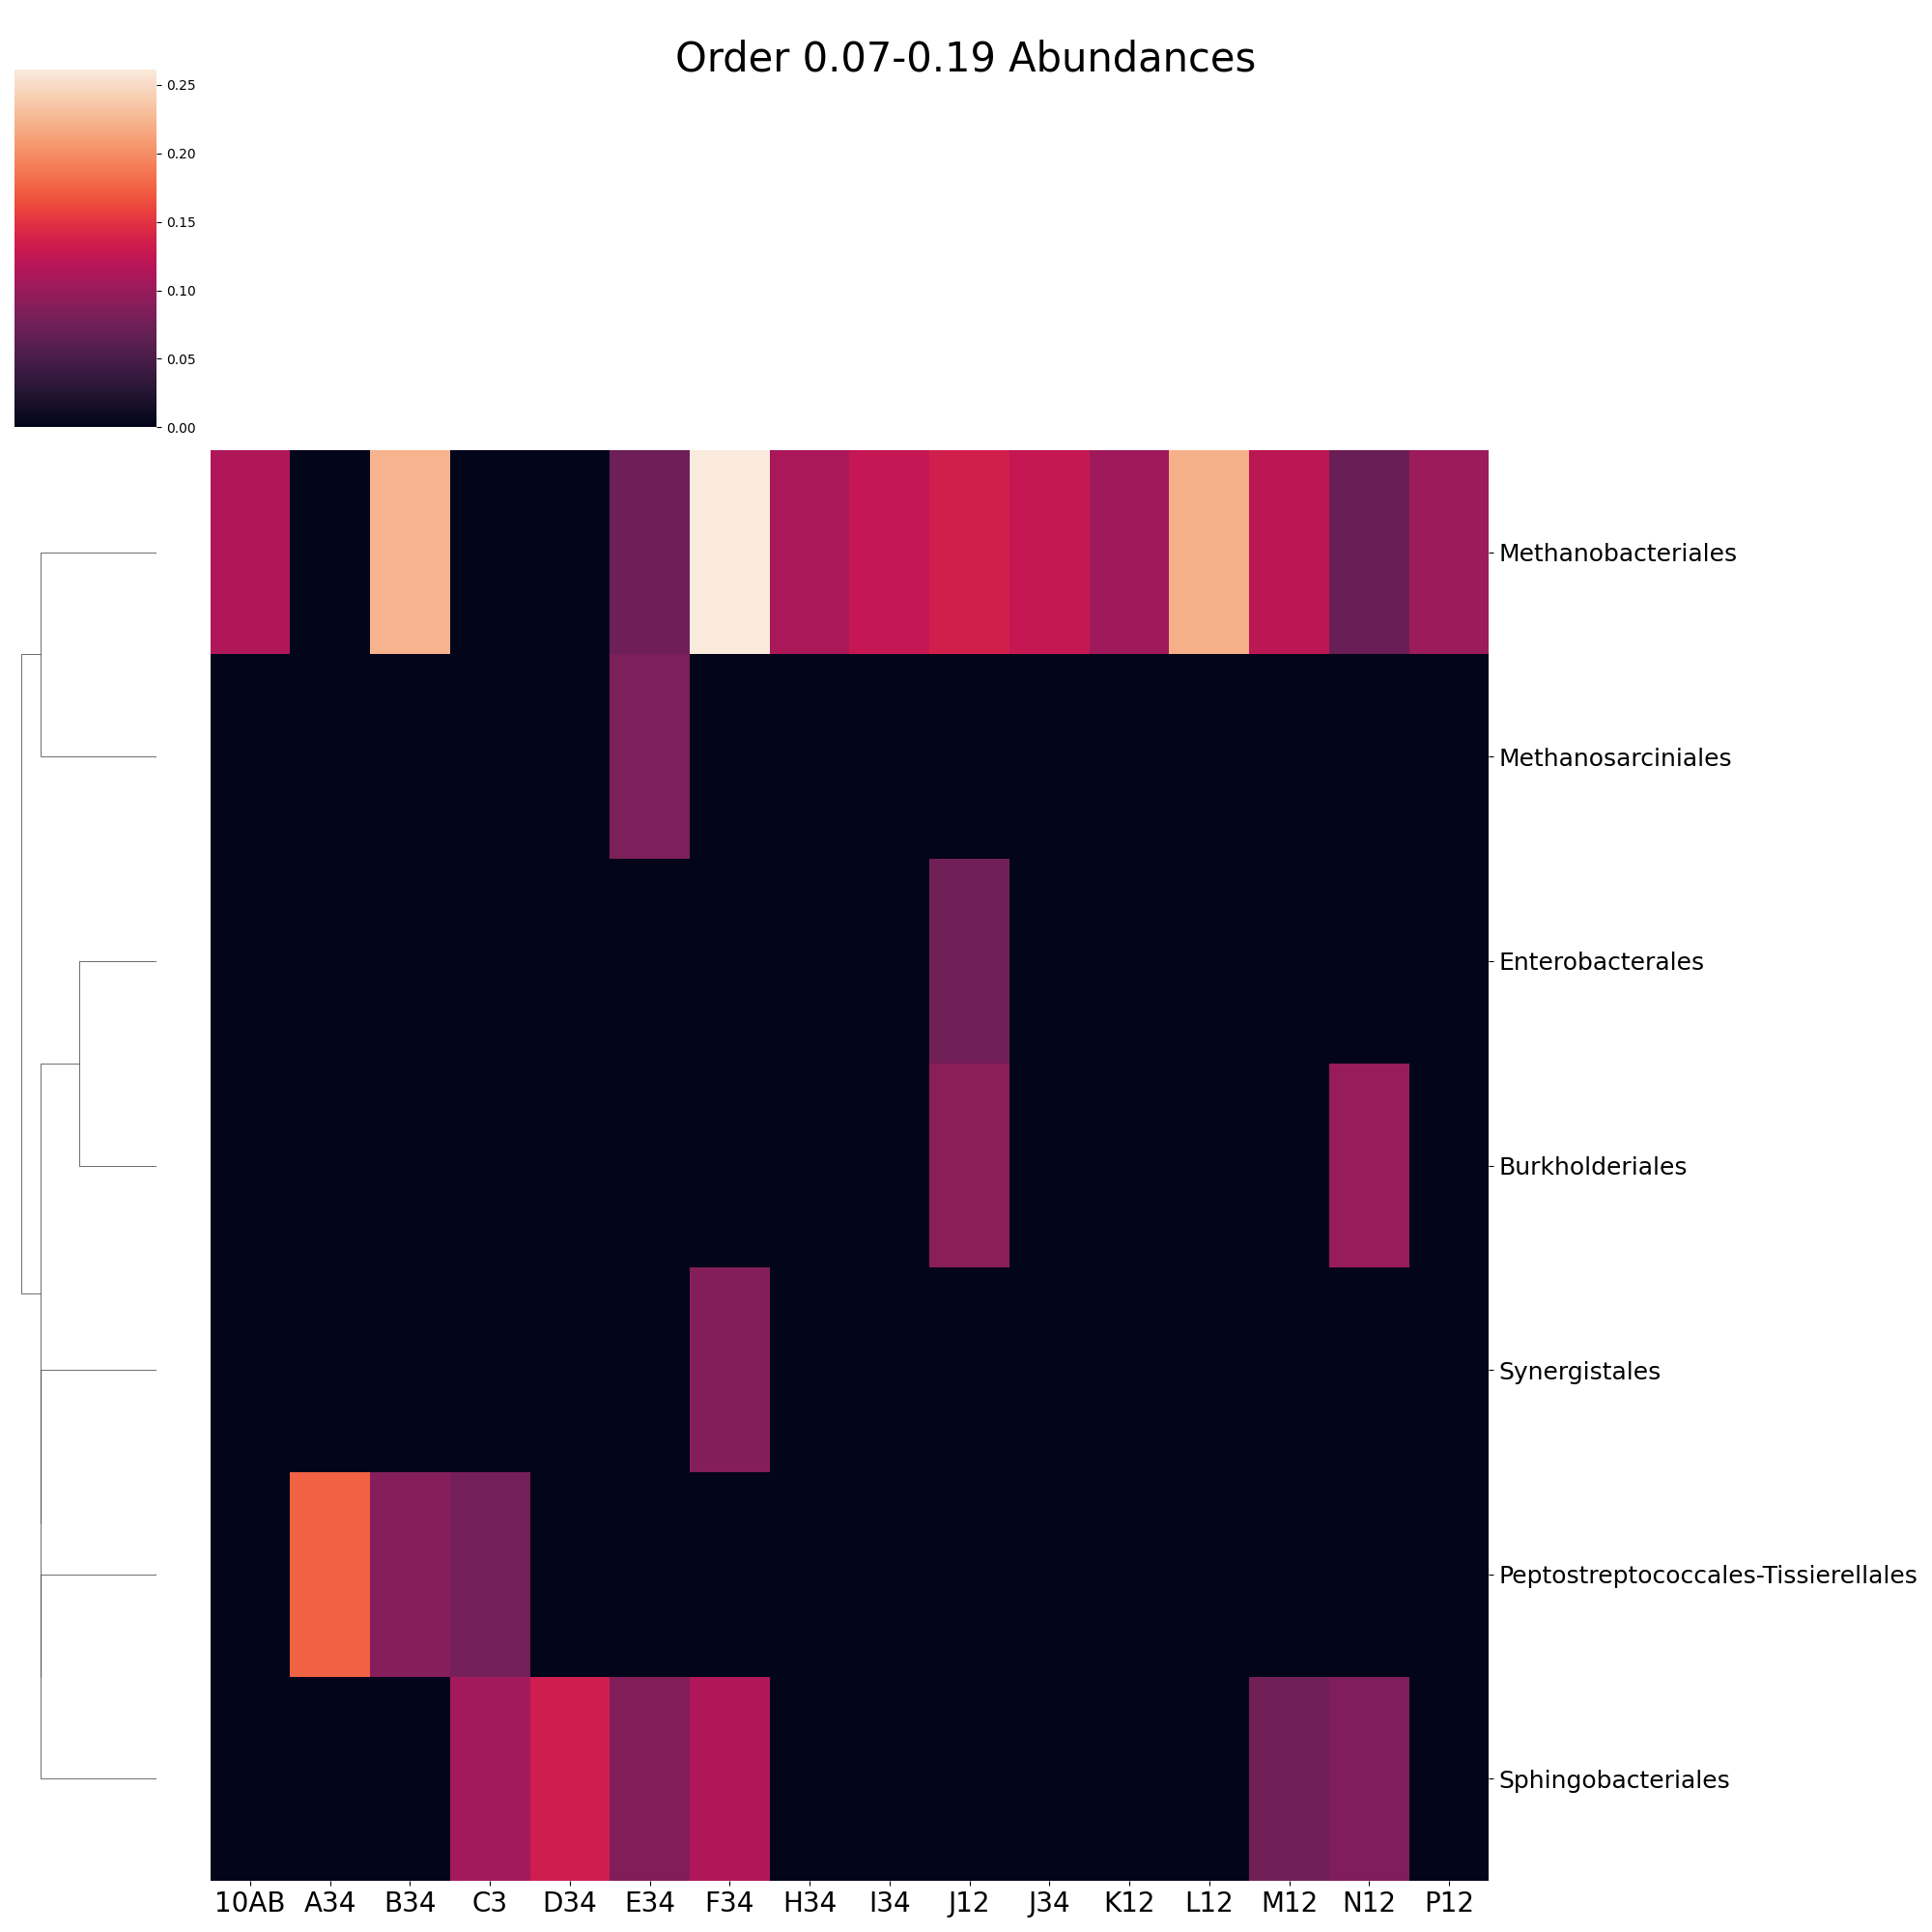 Order 0.07-0.19 Abundances
0.25
0.20
0.15
0.10
0.05
0.00
Methanobacteriales
Methanosarciniales
Enterobacterales
Burkholderiales
Synergistales
Peptostreptococcales-Tissierellales
Sphingobacteriales
10AB A34 B34 C3 D34 E34 F34 H34 I34 J12 J34 K12 L12 M12 N12 P12